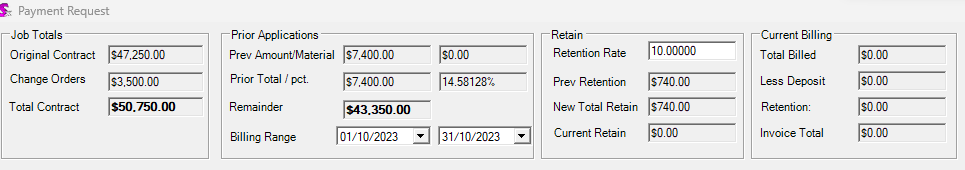 Payment Request
Job Totals
Original Contract $47,250.00
Change Orders $3,500.00
Total Contract $50,750.00
Prior Applications
Prev Amount/Material $7,400.00 $0.00
Prior Total / pct. $7,400.00 14.58128%
Remainder $43,350.00
Billing Range 01/10/2023 31/10/2023
Retain
Retention Rate 10.00000
Prev Retention $740.00
New Total Retain $740.00
Current Retain $0.00
Current Billing
Total Billed $0.00
Less Deposit $0.00
Retention: $0.00
Invoice Total $0.00